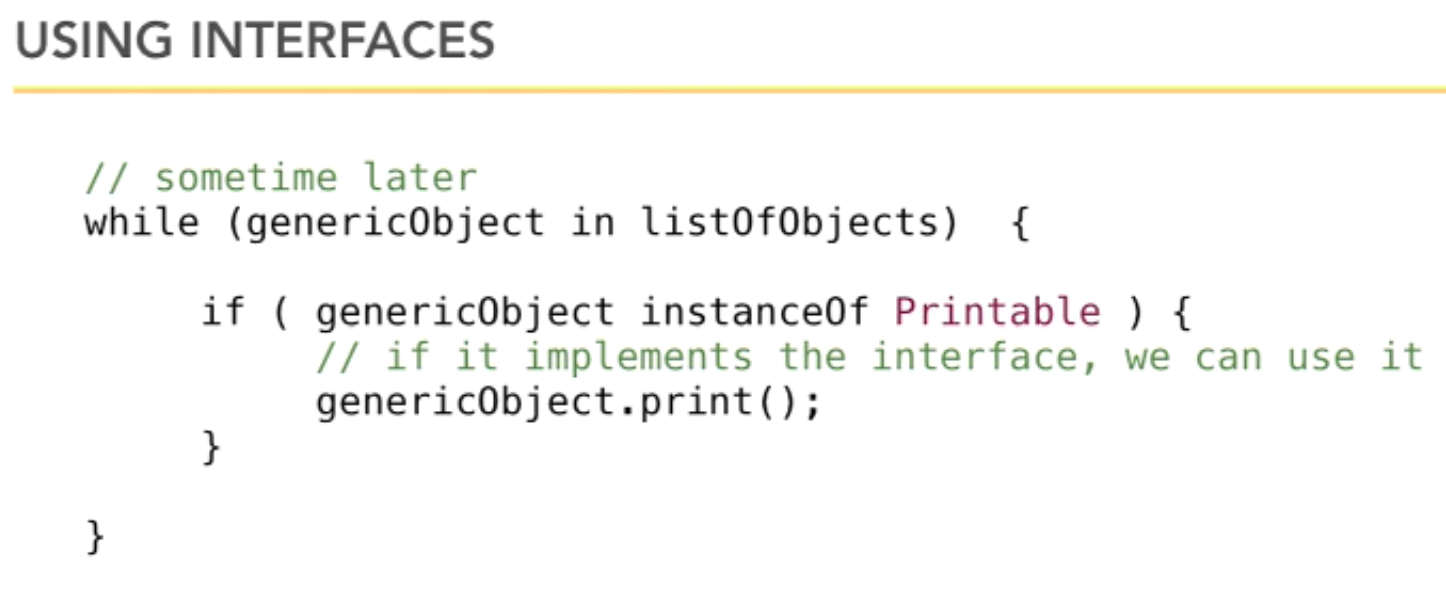 USING INTERFACES
// sometime later
while (genericObject in listOfObjects)  {
if ( genericObject instanceOf Printable ) {
// if it implements the interface, we can use it
genericObject.print();
}
}